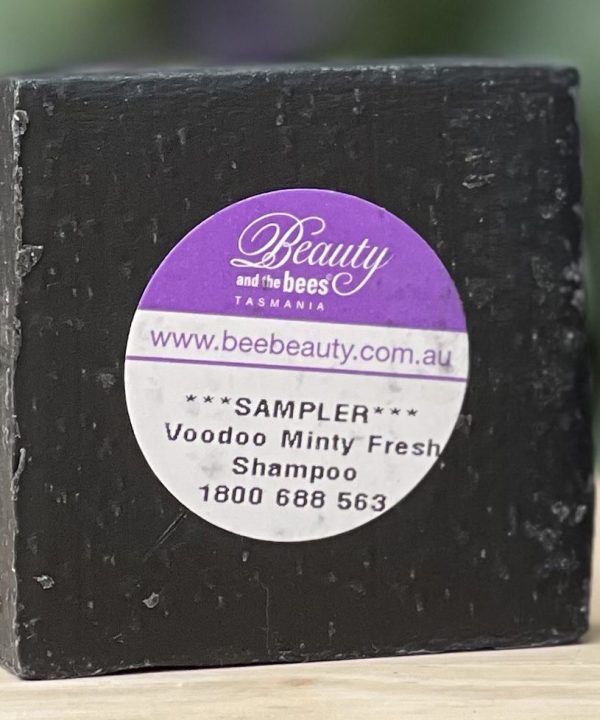 Beauty
and the bees®
TASMANIA
www.beebeauty.com.au
***SAMPLER***
Voodoo Minty Fresh
Shampoo
1800 688 563